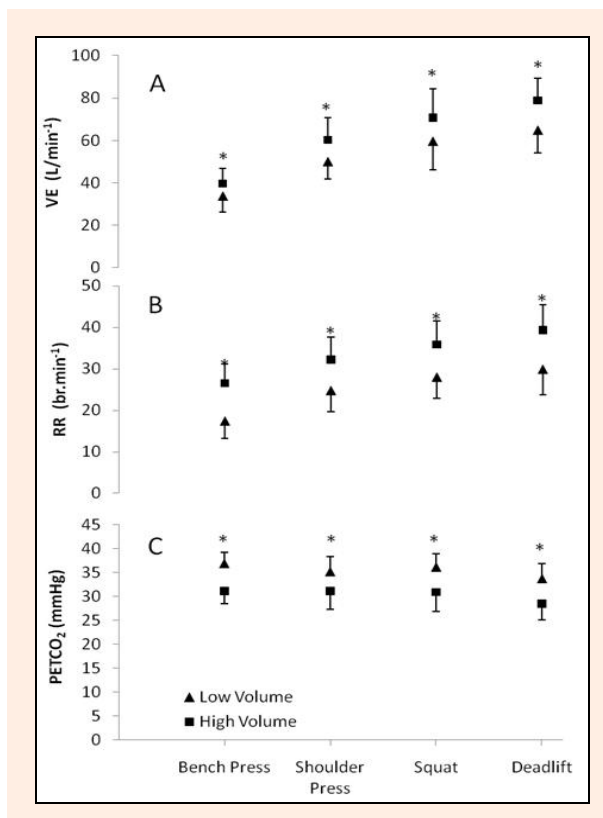 100
A
80
60
40
20
0
VE (L/min-1)
*
*
*
*
50
B
40
30
20
10
0
RR (br.min-1)
*
*
*
*
45
C
40
35
30
25
20
15
10
5
0
PETCO2 (mmHg)
*
*
*
*
▲ Low Volume
■ High Volume
Bench Press
Shoulder
Press
Squat
Deadlift